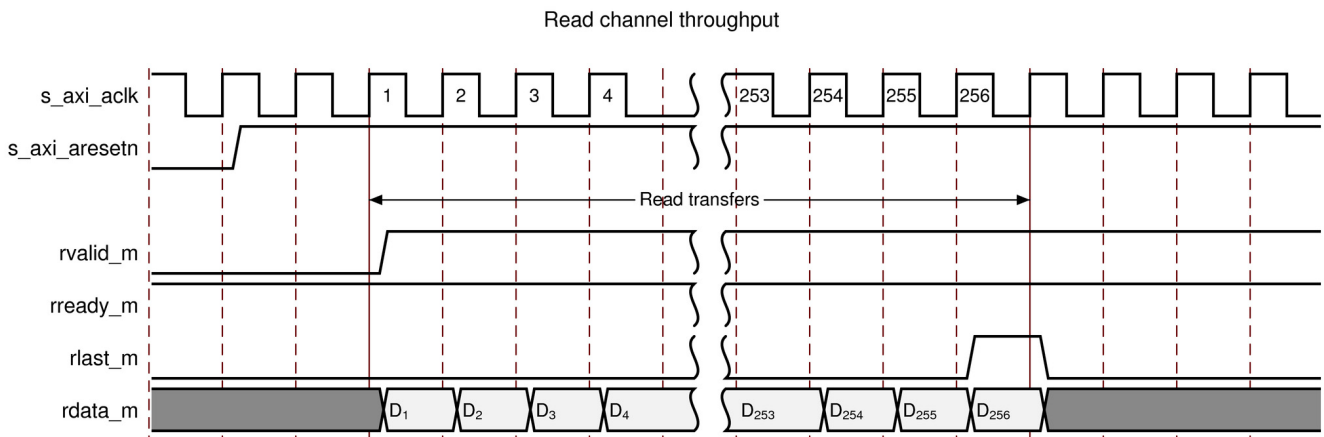 Read channel throughput
s_axi_aclk 1 2 3 4 253 254 255 256
s_axi_aresetn
Read transfers
rvalid_m
rready_m
rlast_m
rdata_m D₁ D₂ D₃ D₄ D₂₅₃ D₂₅₄ D₂₅₅ D₂₅₆